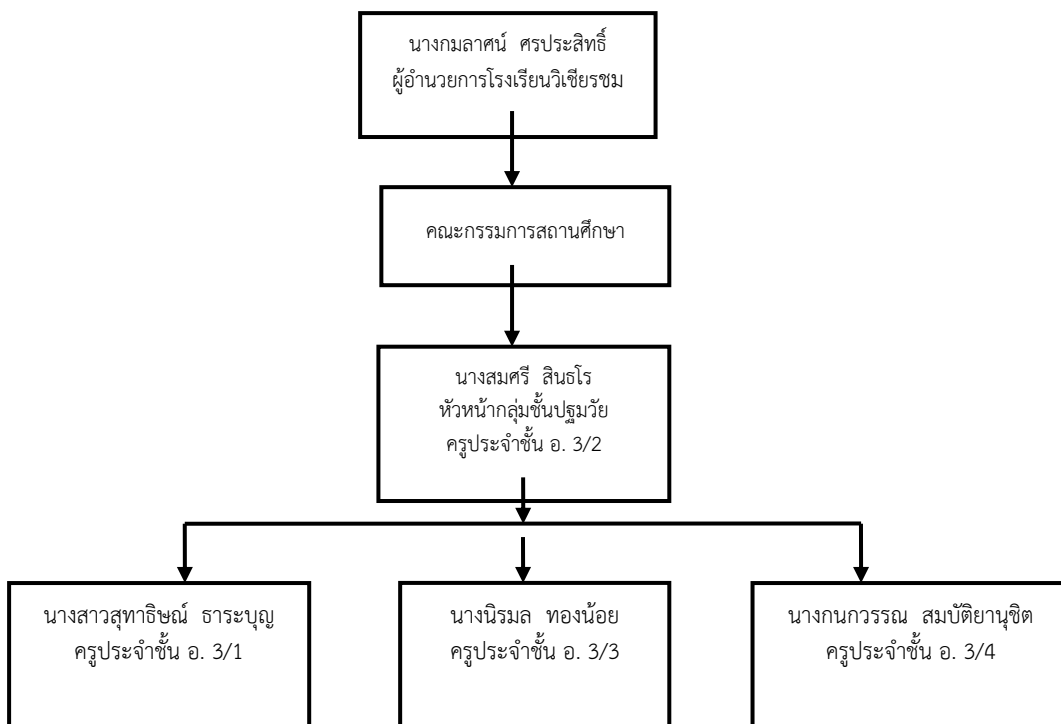 นางกมลาศน์ ศรประสิทธิ์
ผู้อำนวยการโรงเรียนวิเชียรชม
คณะกรรมการสถานศึกษา
นางสมศรี สินธโร
หัวหน้ากลุ่มชั้นปฐมวัย
ครูประจำชั้น อ. 3/2
นางสาวสุทาธิษณ์ ธาระบุญ
ครูประจำชั้น อ. 3/1
นางนิรมล ทองน้อย
ครูประจำชั้น อ. 3/3
นางกนกวรรณ สมบัติยานุชิต
ครูประจำชั้น อ. 3/4